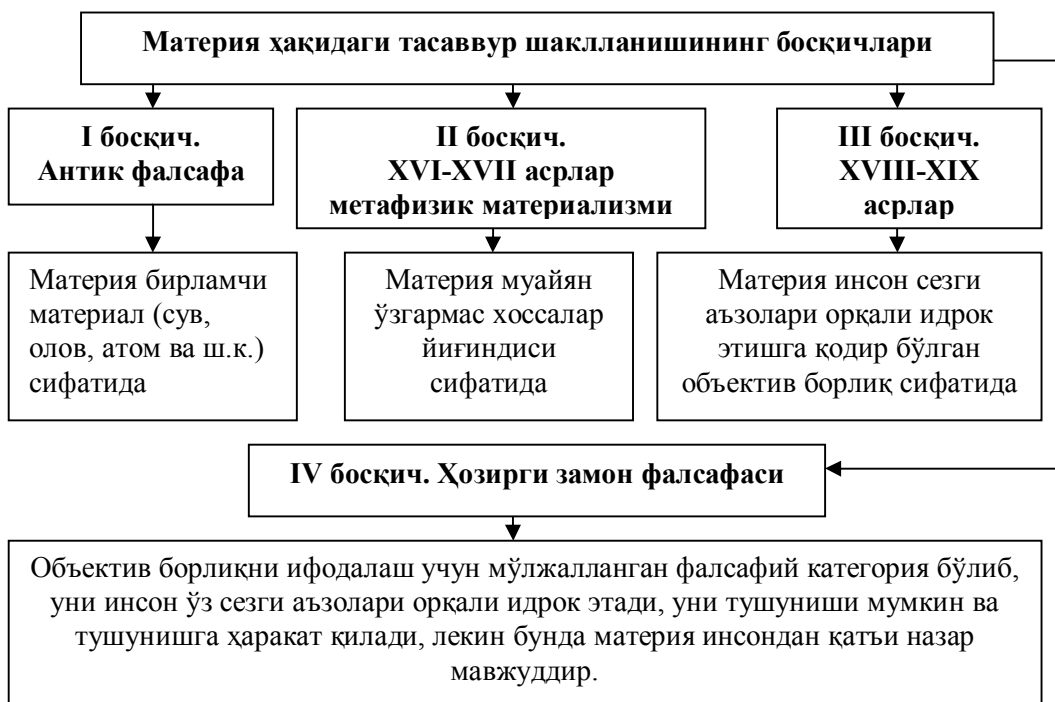 Материя ҳақидаги тасаввур шаклланишининг босқичлари
I босқич.
Антик фалсафа
II босқич.
XVI-XVII асрлар
метафизик материализми
III босқич.
XVIII-XIX
асрлар
Материя бирламчи
материал (сув,
олов, атом ва ш.к.)
сифатида
Материя муайян
ўзгармас хоссалар
йиғиндиси
сифатида
Материя инсон сезги
аъзолари орқали идрок
этишга қодир бўлган
объектив борлиқ сифатида
IV босқич. Ҳозирги замон фалсафаси
Объектив борлиқни ифодалаш учун мўлжалланган фалсафий категория бўлиб,
уни инсон ўз сезги аъзолари орқали идрок этади, уни тушуниши мумкин ва
тушунишга ҳаракат қилади, лекин бунда материя инсондан қатъи назар
мавжуддир.